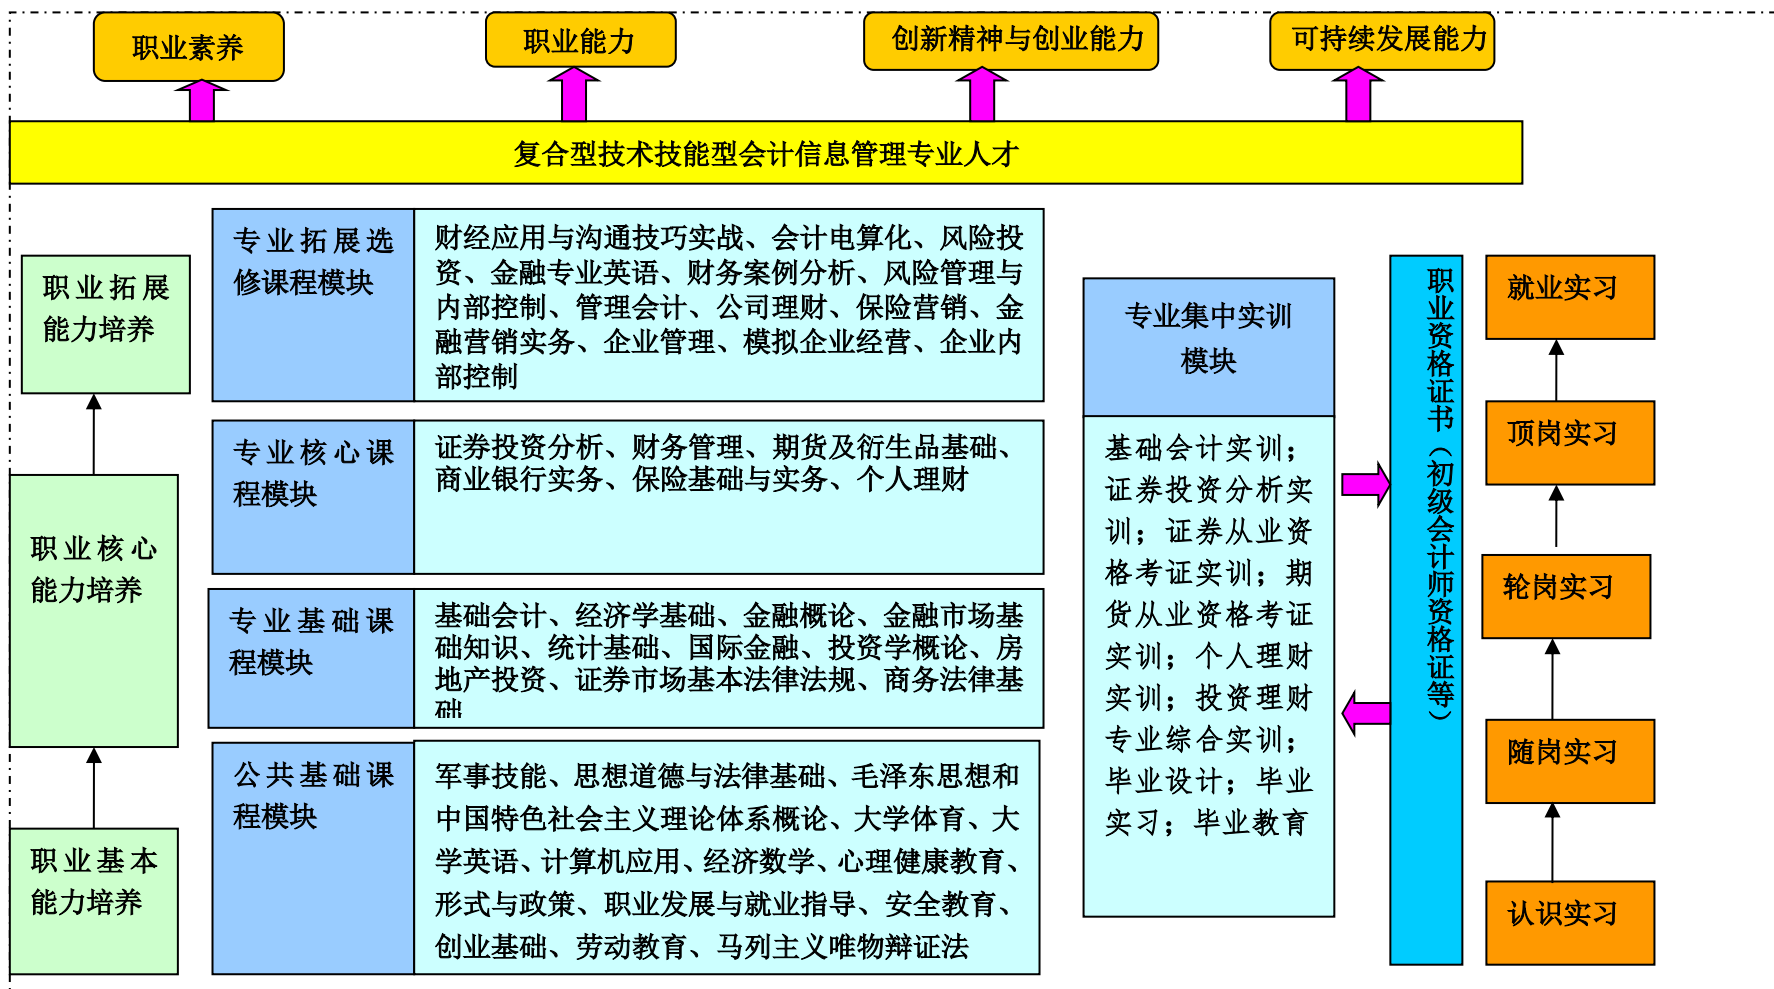 职业素养
职业能力
创新精神与创业能力
可持续发展能力
复合型技术技能型会计信息管理专业人才
职业拓展
能力培养
职业核心
能力培养
职业基本
能力培养
专业拓展选
修课程模块
财经应用与沟通技巧实战、会计电算化、风险投
资、金融专业英语、财务案例分析、风险管理与
内部控制、管理会计、公司理财、保险营销、金
融营销实务、企业管理、模拟企业经营、企业内
部控制
专业核心课
程模块
证券投资分析、财务管理、期货及衍生品基础、
商业银行实务、保险基础与实务、个人理财
专业基础课
程模块
基础会计、经济学基础、金融概论、金融市场基
础知识、统计基础、国际金融、投资学概论、房
地产投资、证券市场基本法律法规、商务法律基
础
公共基础课
程模块
军事技能、思想道德与法律基础、毛泽东思想和
中国特色社会主义理论体系概论、大学体育、大
学英语、计算机应用、经济数学、心理健康教育、
形式与政策、职业发展与就业指导、安全教育、
创业基础、劳动教育、马列主义唯物辩证法
专业集中实训
模块
基础会计实训；
证券投资分析实
训；证券从业资
格考证实训；期
货从业资格考证
实训；个人理财
实训；投资理财
专业综合实训；
毕业设计；毕业
实习；毕业教育
职业资格证书（初级会计师资格证等）
就业实习
顶岗实习
轮岗实习
随岗实习
认识实习